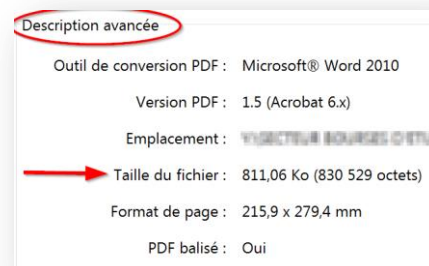 Description avancée
Outil de conversion PDF : Microsoft® Word 2010
Version PDF : 1.5 (Acrobat 6.x)
Emplacement :
Taille du fichier : 811,06 Ko (830 529 octets)
Format de page : 215,9 x 279,4 mm
PDF balisé : Oui